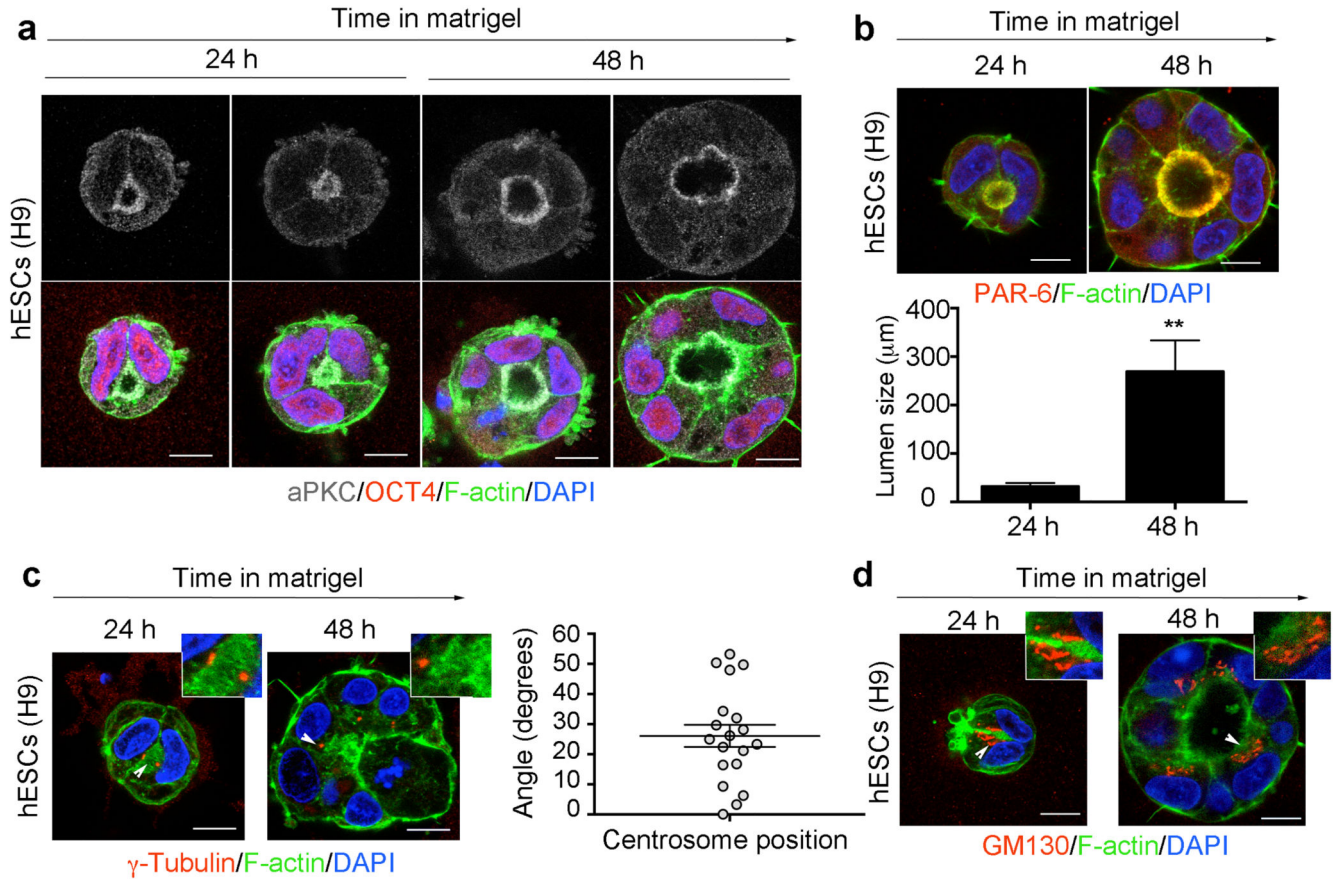 a
Time in matrigel
24 h 48 h
hESCs (H9)
aPKC/OCT4/F-actin/DAPI
b
Time in matrigel
24 h 48 h
hESCs (H9)
PAR-6/F-actin/DAPI
Lumen size (μm)
400
300
200
100
0
**
24 h 48 h
c
Time in matrigel
24 h 48 h
hESCs (H9)
γ-Tubulin/F-actin/DAPI
Angle (degrees)
60
50
40
30
20
10
0
Centrosome position
d
Time in matrigel
24 h 48 h
hESCs (H9)
GM130/F-actin/DAPI